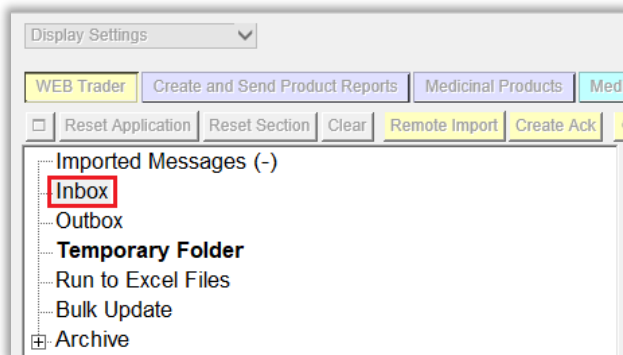 Display Settings
WEB Trader Create and Send Product Reports Medicinal Products Med
Reset Application Reset Section Clear Remote Import Create Ack
Imported Messages (-)
Inbox
Outbox
Temporary Folder
Run to Excel Files
Bulk Update
Archive